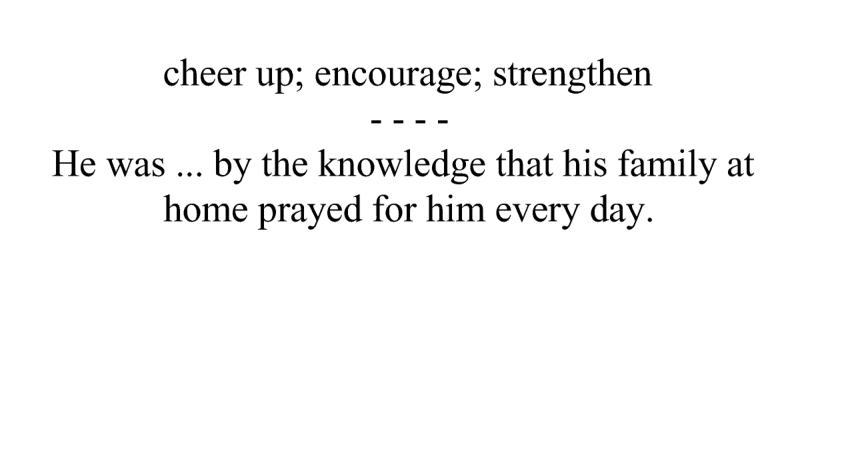 cheer up; encourage; strengthen
- - - -
He was ... by the knowledge that his family at
home prayed for him every day.